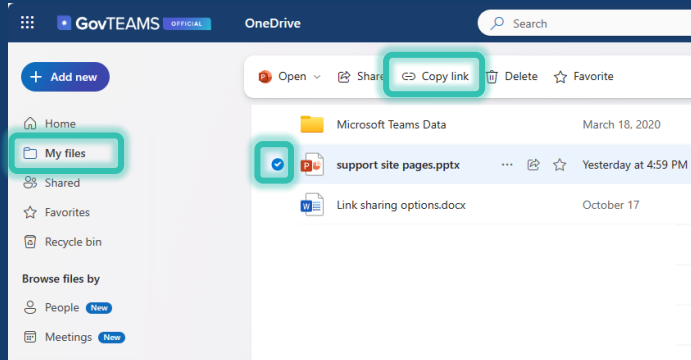 GovTEAMS OFFICIAL OneDrive Search
Add new
Open Share Copy link Delete Favorite
Home
Microsoft Teams Data March 18, 2020
My files
support site pages.pptx Yesterday at 4:59 PM
Shared
Favorites
Link sharing options.docx October 17
Recycle bin
Browse files by
People New
Meetings New